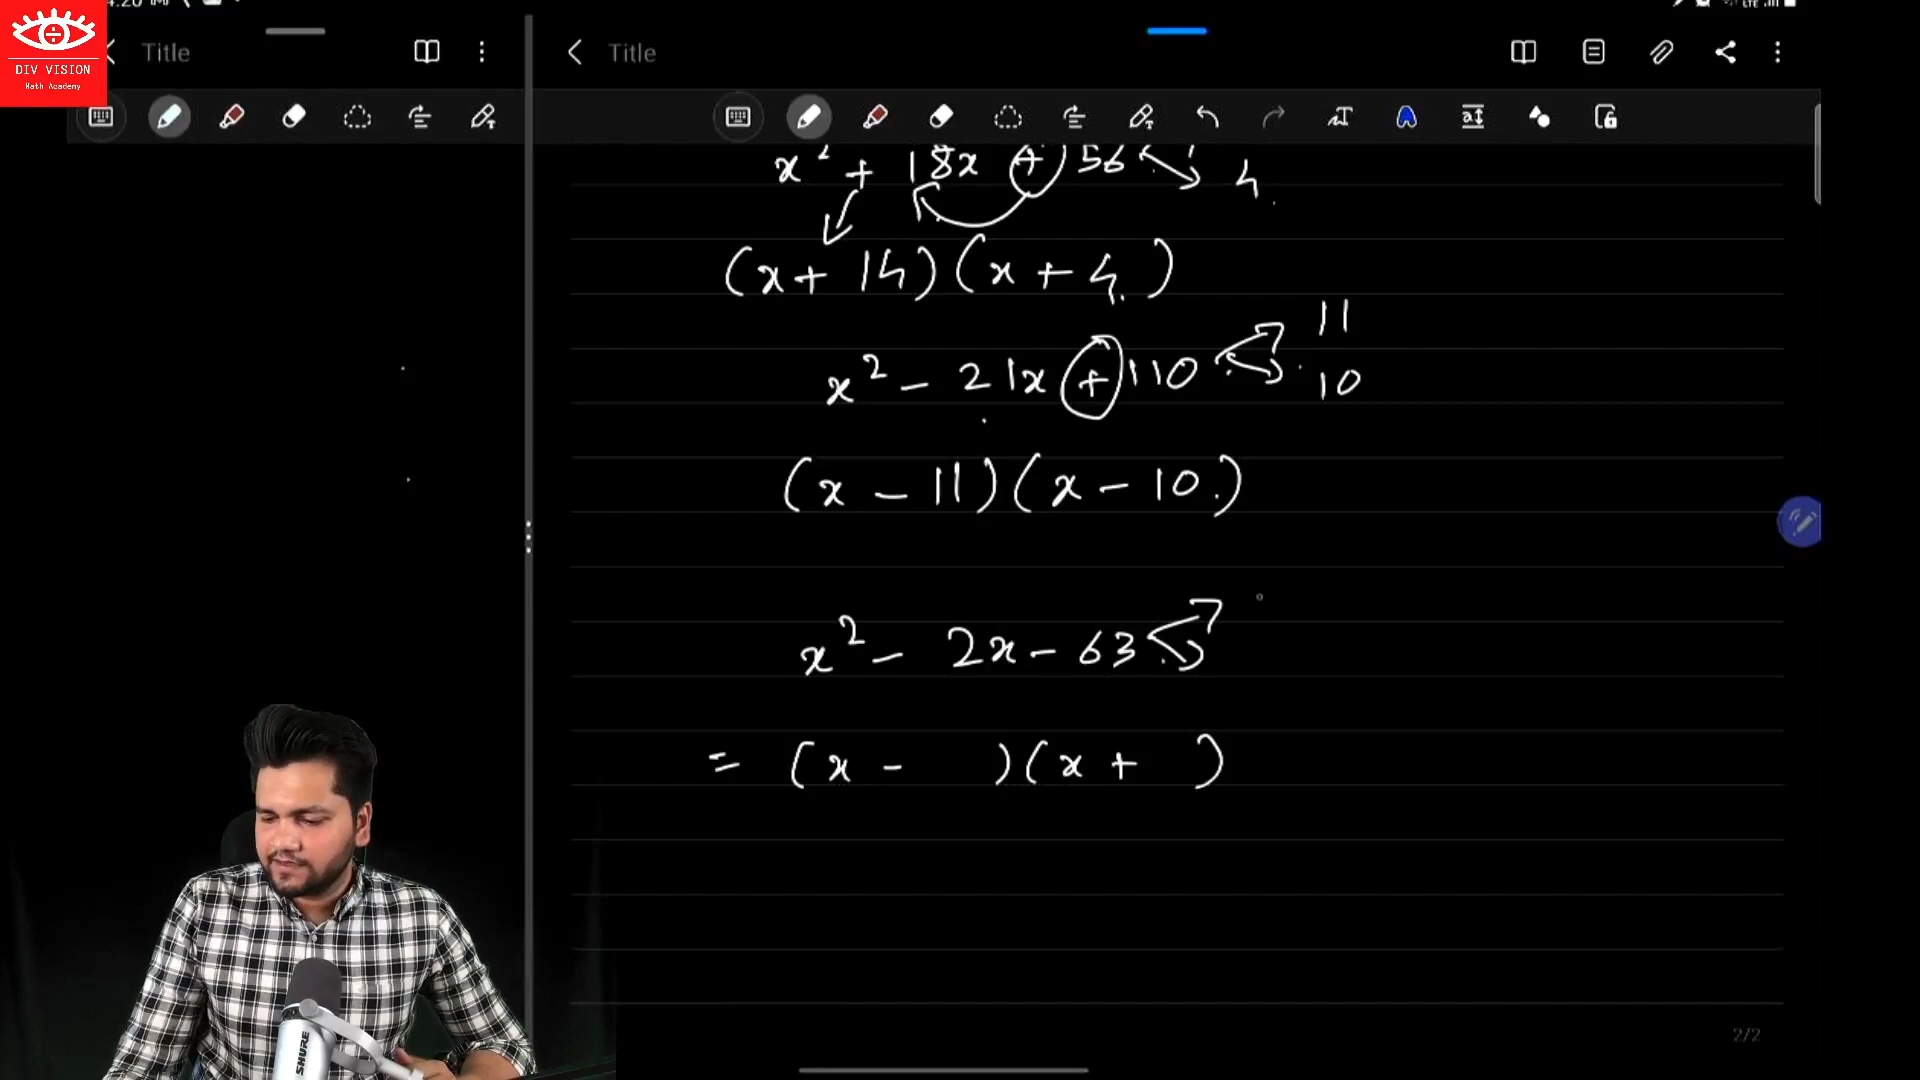 DIV VISION
Math Academy
Title
Title
x² + 18x + 56
4
(x + 14)(x + 4)
11
x² - 21x + 110
10
(x - 11)(x - 10)
x² - 2x - 63
= (x - )(x + )
SHURE
2/2